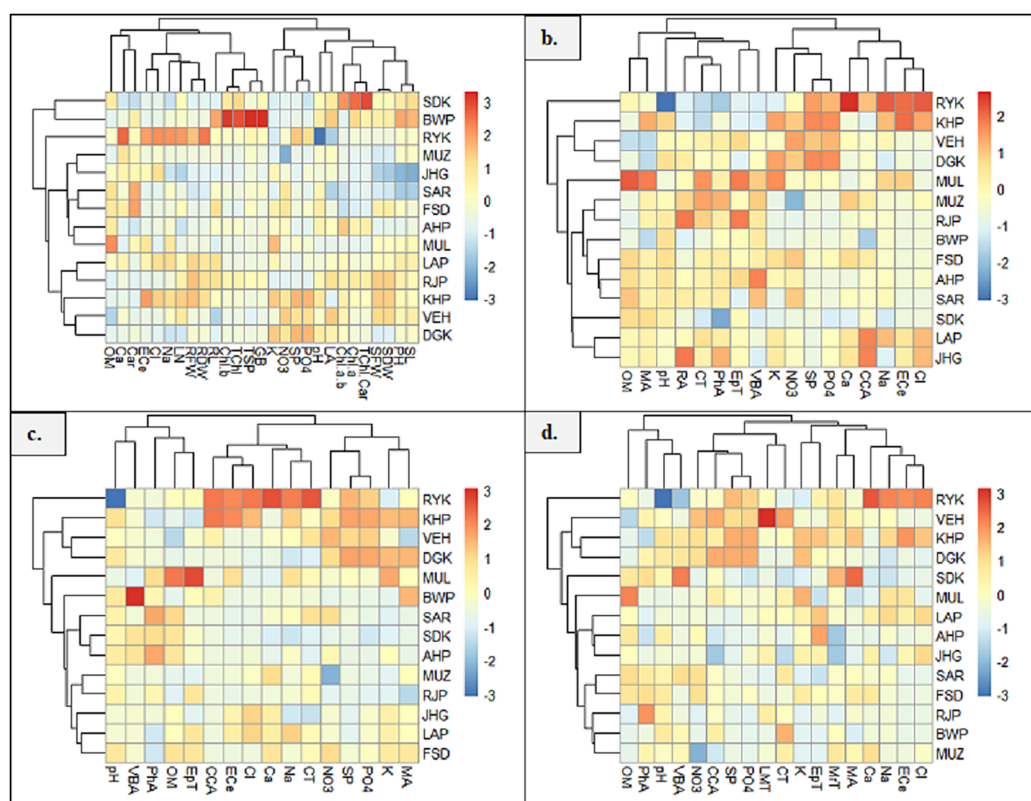 SDK
BWP
RYK
MUZ
JHG
SAR
FSD
AHP
MUL
LAP
RJP
KHP
VEH
DGK
3
2
1
0
-1
-2
-3
OM Ca Car ECe Cl Na LN RFW RDW RL Chl.b TChl TSP GB A K NO3 SP PO4 pH LA Chl.a.b Chl.a TChl.Car SFW SDW PH SL
b.
RYK
KHP
VEH
DGK
MUL
MUZ
RJP
BWP
FSD
AHP
SAR
SDK
LAP
JHG
2
1
0
-1
-2
-3
OM MA pH RA CT PhA EpT VBA K NO3 SP PO4 Ca CCA Na ECe Cl
c.
RYK
KHP
VEH
DGK
MUL
BWP
SAR
SDK
AHP
MUZ
RJP
JHG
LAP
FSD
3
2
1
0
-1
-2
-3
pH VBA PhA OM EpT CCA ECe Cl Ca Na CT NO3 SP PO4 K MA
d.
RYK
VEH
KHP
DGK
SDK
MUL
LAP
AHP
JHG
SAR
FSD
RJP
BWP
MUZ
3
2
1
0
-1
-2
-3
OM PhA pH VBA NO3 CCA SP PO4 LMT CT K EpT MrT MA Ca Na ECe Cl